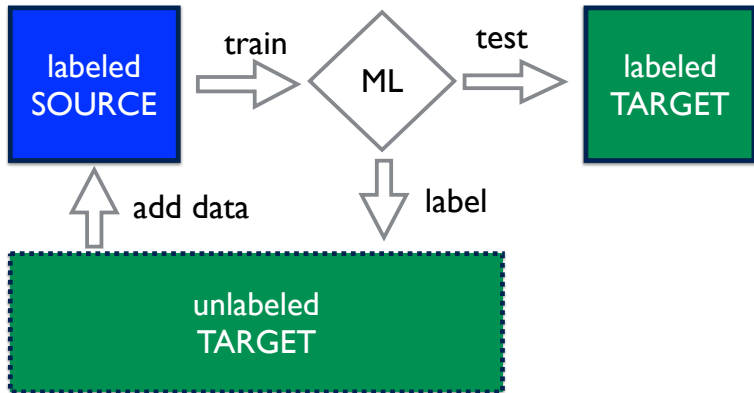 labeled
SOURCE
train
ML
test
labeled
TARGET
add data
label
unlabeled
TARGET